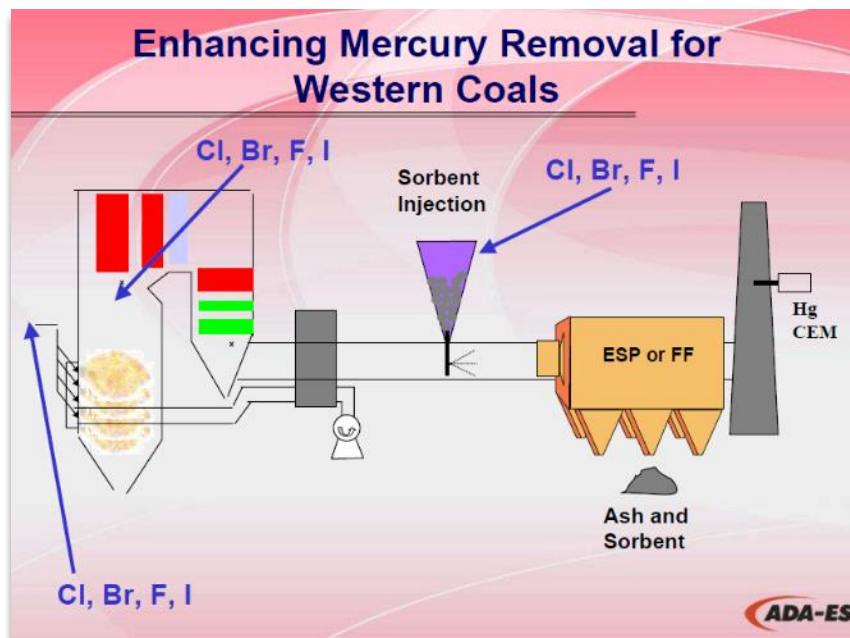 Enhancing Mercury Removal for
Western Coals
Cl, Br, F, I
Sorbent
Injection
Cl, Br, F, I
Hg
CEM
ESP or FF
Ash and
Sorbent
Cl, Br, F, I
ADA-ES